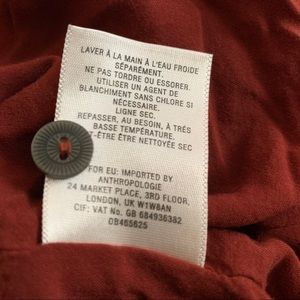 LAVER À LA MAIN À L'EAU FROIDE
SÉPARÉMENT.
NE PAS TORDRE OU ESSORER.
UTILISER UN AGENT DE
BLANCHIMENT SANS CHLORE SI
NÉCESSAIRE.
LIGNE SEC.
REPASSER, AU BESOIN, À TRÈS
BASSE TEMPÉRATURE.
T-ÊTRE ÊTRE NETTOYÉE SEC
FOR EU: IMPORTED BY
ANTHROPOLOGIE
24 MARKET PLACE, 3RD FLOOR,
LONDON, UK W1W8AN
CIF: VAT No. GB 684936382
0B465625